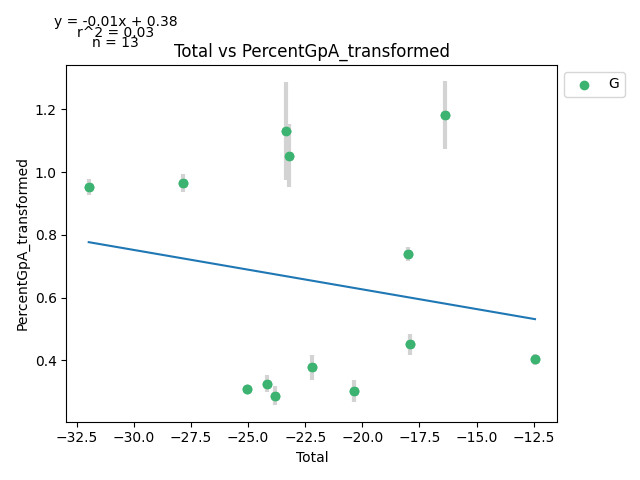 y = -0.01x + 0.38
r^2 = 0.03
n = 13
Total vs PercentGpA_transformed
G
PercentGpA_transformed
1.2
1.0
0.8
0.6
0.4
−32.5 −30.0 −27.5 −25.0 −22.5 −20.0 −17.5 −15.0 −12.5
Total